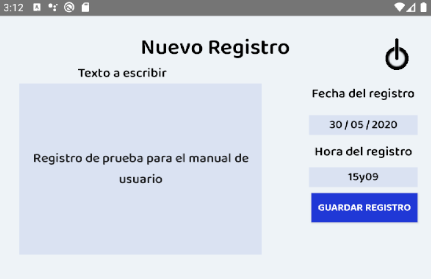 3:12
Nuevo Registro
Texto a escribir
Registro de prueba para el manual de
usuario
Fecha del registro
30 / 05 / 2020
Hora del registro
15y09
GUARDAR REGISTRO